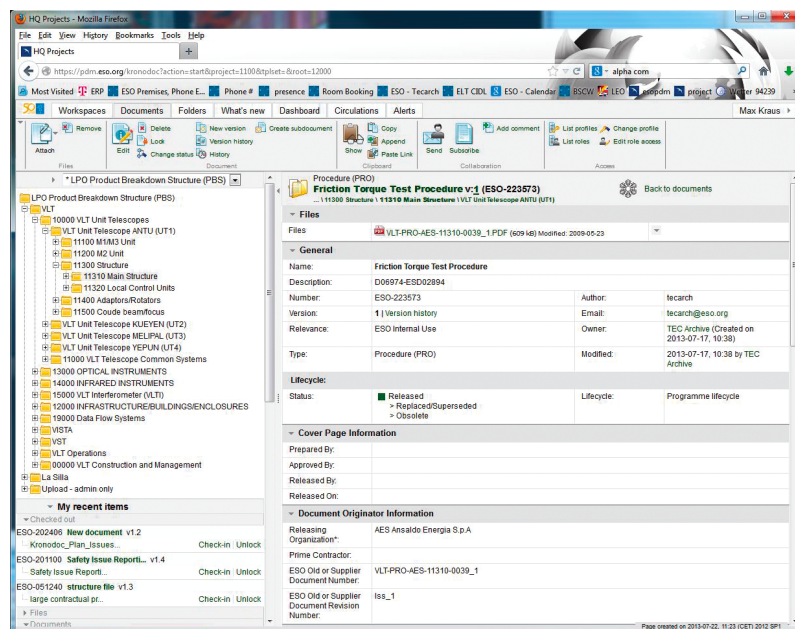 HQ Projects - Mozilla Firefox
File Edit View History Bookmarks Tools Help
HQ Projects +
https://pdm.eso.org/kronodoc?action=start&project=1100&tplset=&root=12000
8 - alpha com
Most Visited ERP ESO Premises, Phone E... Phone # presence Room Booking ESO - Tecarch ELT CIDL ESO - Calendar BSCW LEO esopdm project Wetter 94239
Workspaces Documents Folders What's new Dashboard Circulations Alerts Max Kraus >
Attach Remove Edit Delete Lock Change status New version Version history History Create subdocument Show Copy Append Paste Link Send Subscribe Add comment List profiles List roles Change profile Edit role access
Files Document Clipboard Collaboration Access
* LPO Product Breakdown Structure (PBS)
LPO Product Breakdown Structure (PBS)
VLT
10000 VLT Unit Telescopes
VLT Unit Telescope ANTU (UT1)
11100 M1/M3 Unit
11200 M2 Unit
11300 Structure
11310 Main Structure
11320 Local Control Units
11400 Adaptors/Rotators
11500 Coude beam/focus
VLT Unit Telescope KUEYEN (UT2)
VLT Unit Telescope MELIPAL (UT3)
VLT Unit Telescope YEPUN (UT4)
11000 VLT Telescope Common Systems
13000 OPTICAL INSTRUMENTS
14000 INFRARED INSTRUMENTS
15000 VLT Interferometer (VLTI)
12000 INFRASTRUCTURE/BUILDINGS/ENCLOSURES
19000 Data Flow Systems
VISTA
VST
VLT Operations
00000 VLT Construction and Management
La Silla
Upload - admin only
My recent items
Checked out
ESO-202406 New document v1.2
Kronodoc_Plan_Issues... Check-in Unlock
ESO-201100 Safety Issue Reporti... v1.4
Safety Issue Reporti... Check-in Unlock
ESO-051240 structure file v1.3
large contractual pr... Check-in Unlock
Files
Documents
Procedure (PRO)
Friction Torque Test Procedure v:1 (ESO-223573)
... \ 11300 Structure \ 11310 Main Structure \ VLT Unit Telescope ANTU (UT1)
Back to documents
Files
Files VLT-PRO-AES-11310-0039_1.PDF (609 kB) Modified: 2009-05-23
General
Name: Friction Torque Test Procedure
Description: D06974-ESD02894
Number: ESO-223573 Author: tecarch
Version: 1 | Version history Email: tecarch@eso.org
Relevance: ESO Internal Use Owner: TEC Archive (Created on
2013-07-17, 10:38)
Type: Procedure (PRO) Modified: 2013-07-17, 10:38 by TEC
Archive
Lifecycle:
Status: Released Lifecycle: Programme lifecycle
> Replaced/Superseded
> Obsolete
Cover Page Information
Prepared By:
Approved By:
Released By:
Released On:
Document Originator Information
Releasing
Organization*: AES Ansaldo Energia S.p.A
Prime Contractor:
ESO Old or Supplier
Document Number: VLT-PRO-AES-11310-0039_1
ESO Old or Supplier
Document Revision
Number: Iss_1
Page created on 2013-07-22, 11:23 (CET) 2012 SP1